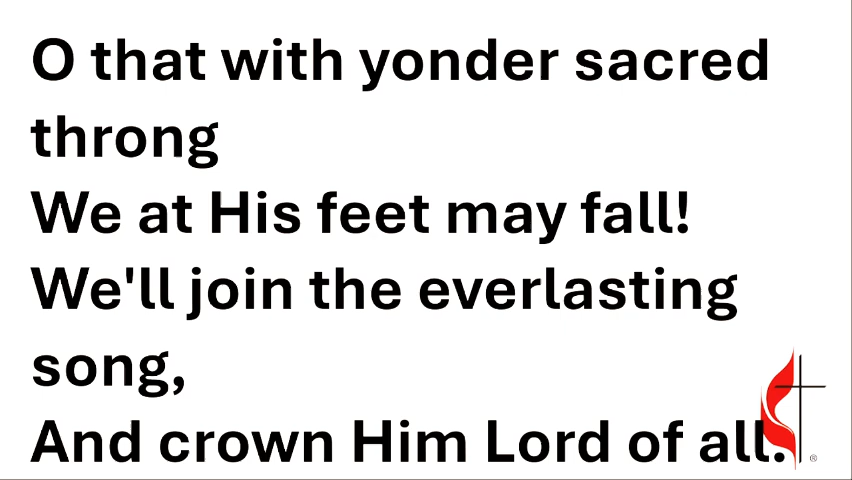 O that with yonder sacred
throng
We at His feet may fall!
We'll join the everlasting
song,
And crown Him Lord of all.
®